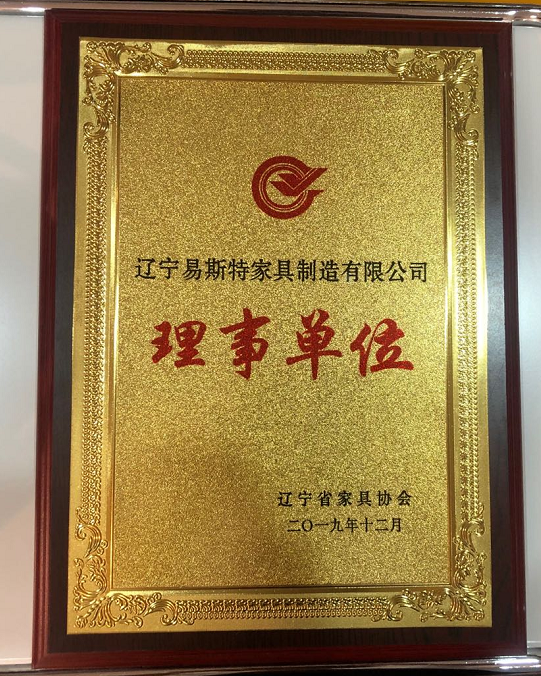 辽宁易斯特家具制造有限公司
理事单位
辽宁省家具协会
二〇一九年十二月